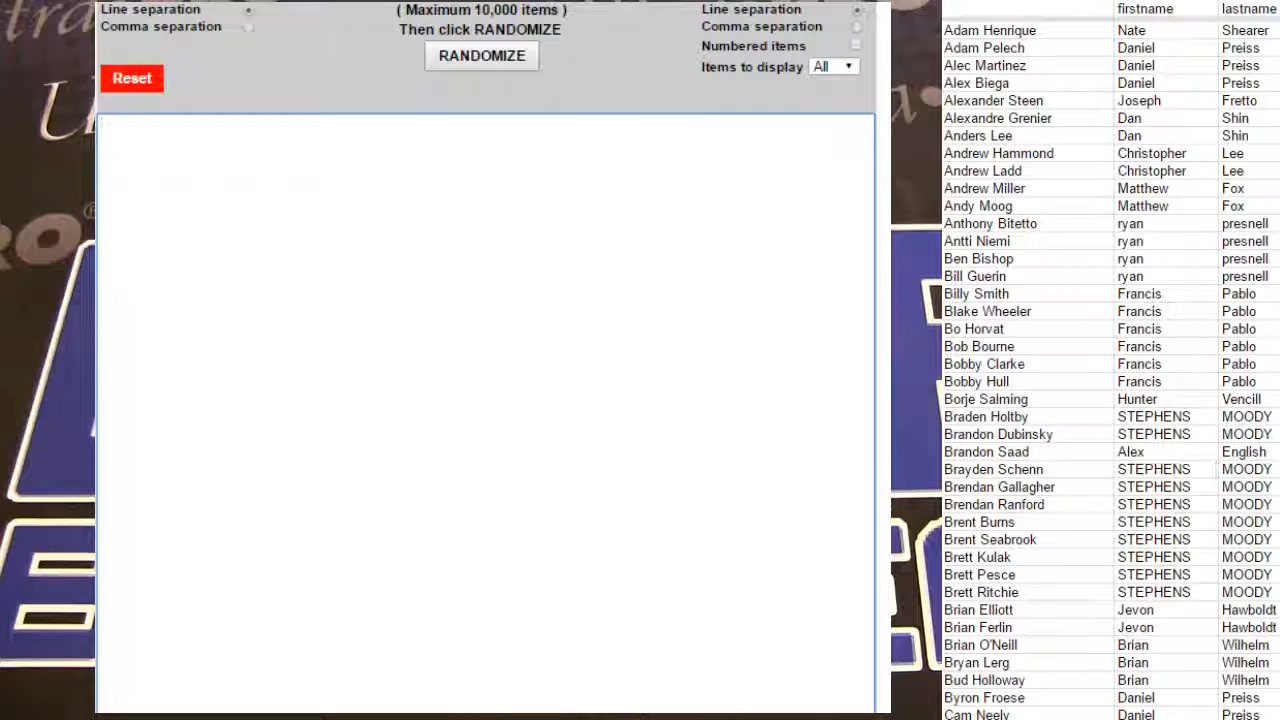 Line separation
Comma separation
Reset
( Maximum 10,000 items )
Then click RANDOMIZE
RANDOMIZE
Line separation
Comma separation
Numbered items
Items to display All
firstname lastname
Adam Henrique Nate Shearer
Adam Pelech Daniel Preiss
Alec Martinez Daniel Preiss
Alex Biega Daniel Preiss
Alexander Steen Joseph Fretto
Alexandre Grenier Dan Shin
Anders Lee Dan Shin
Andrew Hammond Christopher Lee
Andrew Ladd Christopher Lee
Andrew Miller Matthew Fox
Andy Moog Matthew Fox
Anthony Bitetto ryan presnell
Antti Niemi ryan presnell
Ben Bishop ryan presnell
Bill Guerin ryan presnell
Billy Smith Francis Pablo
Blake Wheeler Francis Pablo
Bo Horvat Francis Pablo
Bob Bourne Francis Pablo
Bobby Clarke Francis Pablo
Bobby Hull Francis Pablo
Borje Salming Hunter Vencill
Braden Holtby STEPHENS MOODY
Brandon Dubinsky STEPHENS MOODY
Brandon Saad Alex English
Brayden Schenn STEPHENS MOODY
Brendan Gallagher STEPHENS MOODY
Brendan Ranford STEPHENS MOODY
Brent Burns STEPHENS MOODY
Brent Seabrook STEPHENS MOODY
Brett Kulak STEPHENS MOODY
Brett Pesce STEPHENS MOODY
Brett Ritchie STEPHENS MOODY
Brian Elliott Jevon Hawboldt
Brian Ferlin Jevon Hawboldt
Brian O'Neill Brian Wilhelm
Bryan Lerg Brian Wilhelm
Bud Holloway Brian Wilhelm
Byron Froese Daniel Preiss
Cam Neely Daniel Preiss